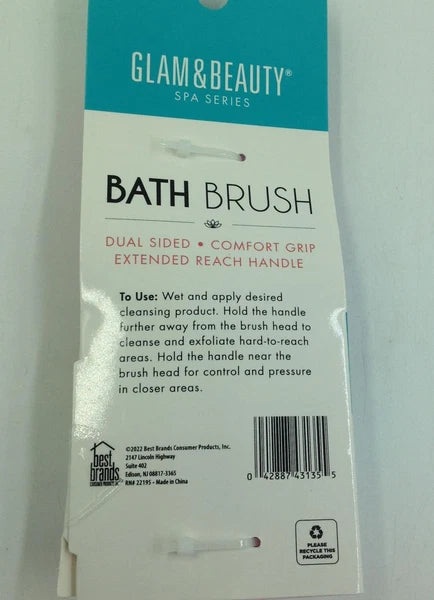 GLAM&BEAUTY®
SPA SERIES
BATH BRUSH
DUAL SIDED • COMFORT GRIP
EXTENDED REACH HANDLE
To Use: Wet and apply desired
cleansing product. Hold the handle
further away from the brush head to
cleanse and exfoliate hard-to-reach
areas. Hold the handle near the
brush head for control and pressure
in closer areas.
best
brands
CONSUMER PRODUCTS
©2022 Best Brands Consumer Products, Inc.
2147 Lincoln Highway
Suite 402
Edison, NJ 08817-3365
RN# 22195 • Made in China
0 42887 43135 5
PLEASE
RECYCLE THIS
PACKAGING